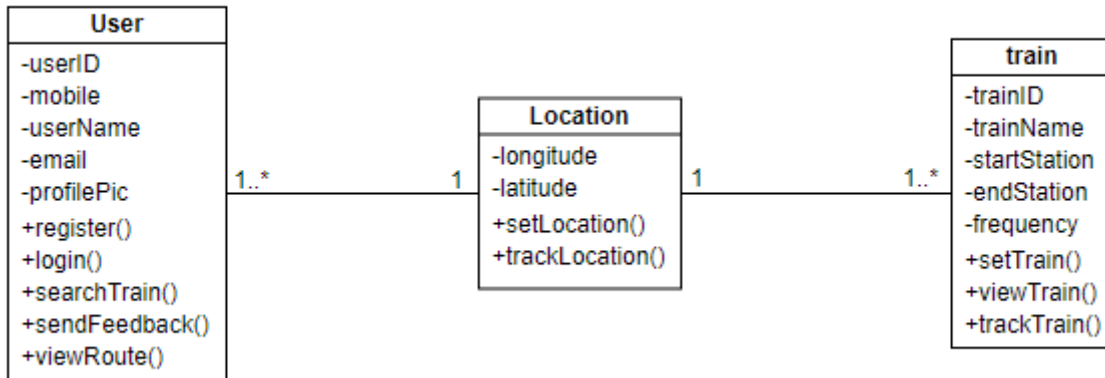 User
-userID
-mobile
-userName
-email
-profilePic
+register()
+login()
+searchTrain()
+sendFeedback()
+viewRoute()
1..*
1
Location
-longitude
-latitude
+setLocation()
+trackLocation()
1
1..*
train
-trainID
-trainName
-startStation
-endStation
-frequency
+setTrain()
+viewTrain()
+trackTrain()